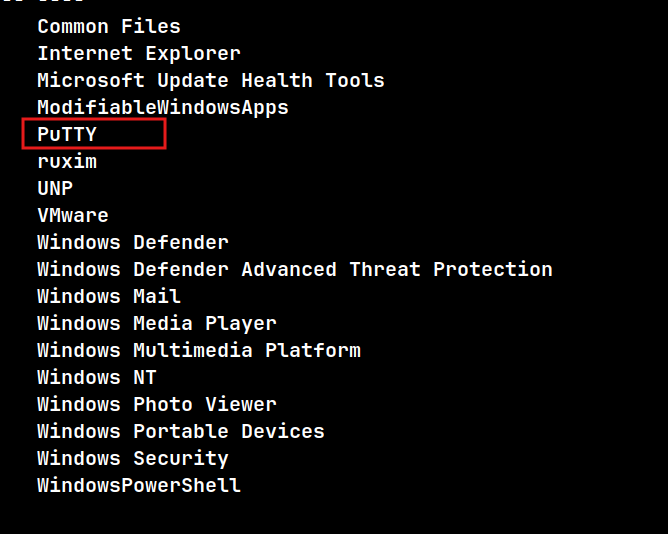 Common Files
Internet Explorer
Microsoft Update Health Tools
ModifiableWindowsApps
PuTTY
ruxim
UNP
VMware
Windows Defender
Windows Defender Advanced Threat Protection
Windows Mail
Windows Media Player
Windows Multimedia Platform
Windows NT
Windows Photo Viewer
Windows Portable Devices
Windows Security
WindowsPowerShell